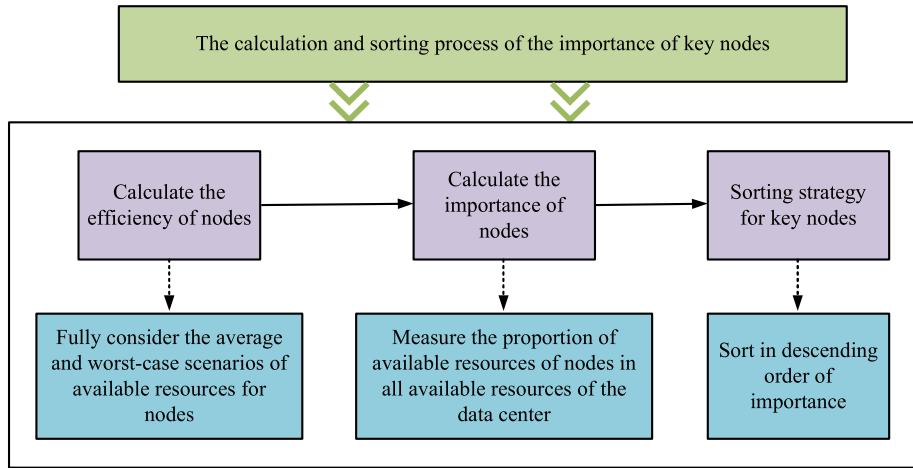 The calculation and sorting process of the importance of key nodes
Calculate the
efficiency of nodes
Calculate the
importance of
nodes
Sorting strategy
for key nodes
Fully consider the average
and worst-case scenarios of
available resources for
nodes
Measure the proportion of
available resources of nodes in
all available resources of the
data center
Sort in descending
order of
importance